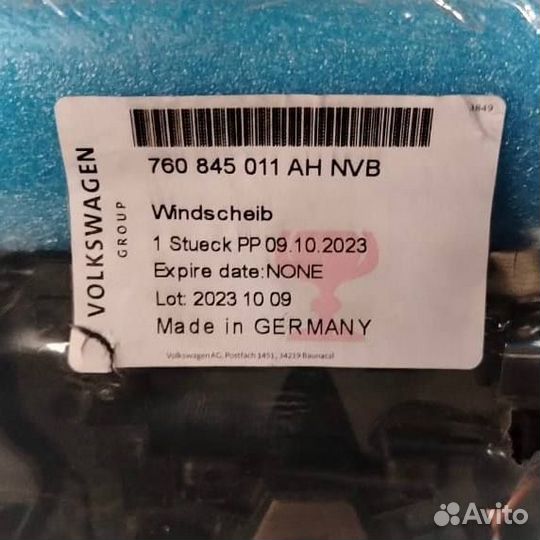 3849
760 845 011 AH NVB
VOLKSWAGEN
GROUP
Windscheib
1 Stueck PP 09.10.2023
Expire date:NONE
Lot: 2023 10 09
Made in GERMANY
Volkswagen AG, Postfach 1451, 34219 Baunacal
Avito